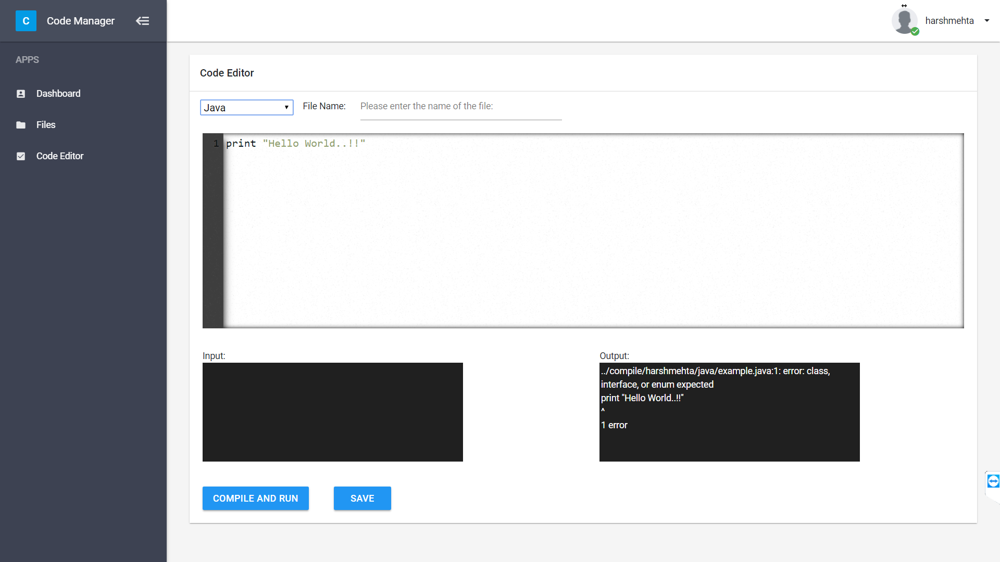 C Code Manager
harshmehta
APPS
Dashboard
Files
Code Editor
Code Editor
Java File Name: Please enter the name of the file:
1 print "Hello World..!!"
Input:
Output:
../compile/harshmehta/java/example.java:1: error: class,
interface, or enum expected
print "Hello World..!!"
^
1 error
COMPILE AND RUN SAVE